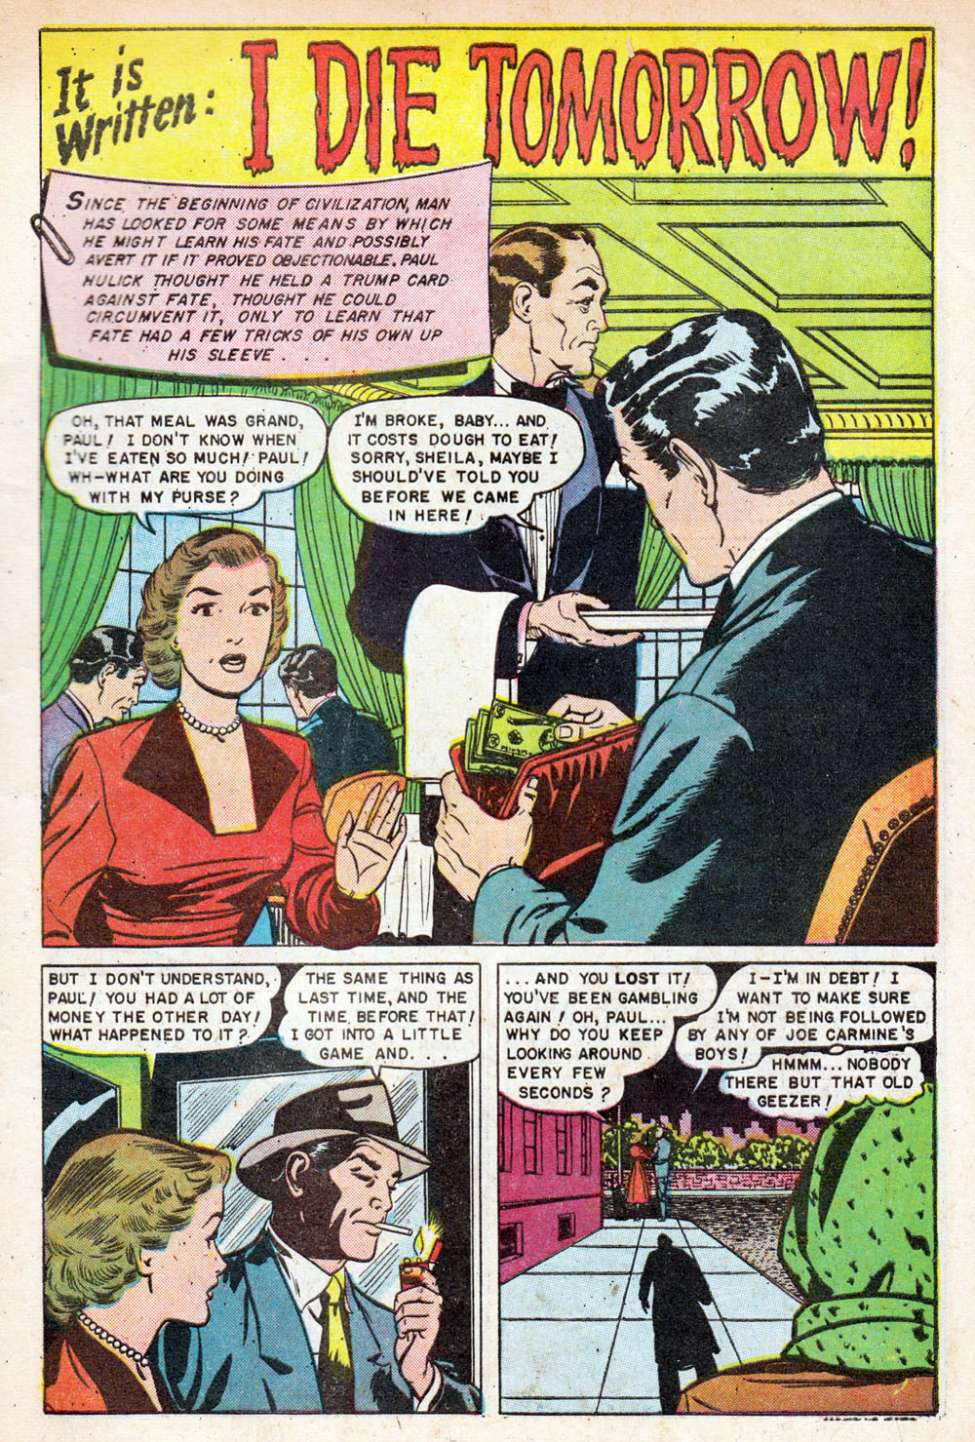 It is
Written:
I DIE TOMORROW!
SINCE THE BEGINNING OF CIVILIZATION, MAN
HAS LOOKED FOR SOME MEANS BY WHICH
HE MIGHT LEARN HIS FATE AND POSSIBLY
AVERT IT IF IT PROVED OBJECTIONABLE. PAUL
HULICK THOUGHT HE HELD A TRUMP CARD
AGAINST FATE, THOUGHT HE COULD
CIRCUMVENT IT, ONLY TO LEARN THAT
FATE HAD A FEW TRICKS OF HIS OWN UP
HIS SLEEVE . . .
OH, THAT MEAL WAS GRAND,
PAUL! I DON'T KNOW WHEN
I'VE EATEN SO MUCH! PAUL!
WH-WHAT ARE YOU DOING
WITH MY PURSE?
I'M BROKE, BABY... AND
IT COSTS DOUGH TO EAT!
SORRY, SHEILA, MAYBE I
SHOULD'VE TOLD YOU
BEFORE WE CAME
IN HERE!
BUT I DON'T UNDERSTAND,
PAUL! YOU HAD A LOT OF
MONEY THE OTHER DAY!
WHAT HAPPENED TO IT?
THE SAME THING AS
LAST TIME, AND THE
TIME BEFORE THAT!
I GOT INTO A LITTLE
GAME AND. . .
...AND YOU LOST IT!
YOU'VE BEEN GAMBLING
AGAIN! OH, PAUL...
WHY DO YOU KEEP
LOOKING AROUND
EVERY FEW
SECONDS?
I-I'M IN DEBT! I
WANT TO MAKE SURE
I'M NOT BEING FOLLOWED
BY ANY OF JOE CARMINE'S
BOYS!
HMMM... NOBODY
THERE BUT THAT OLD
GEEZER!